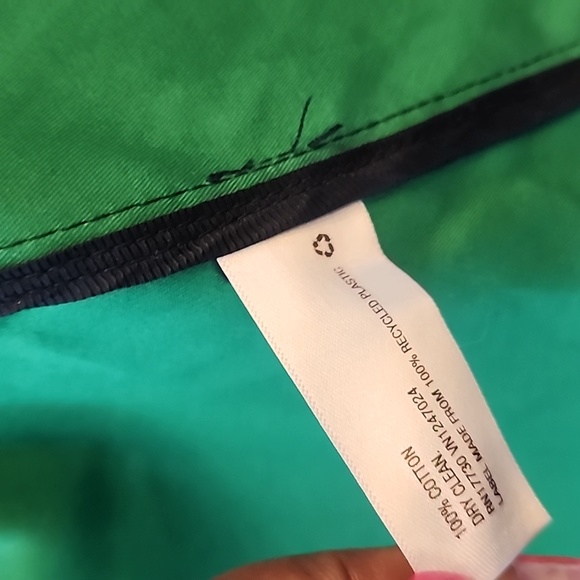 100% COTTON
DRY CLEAN.
RN17730 VN1247024
LABEL MADE FROM 100% RECYCLED PLASTIC